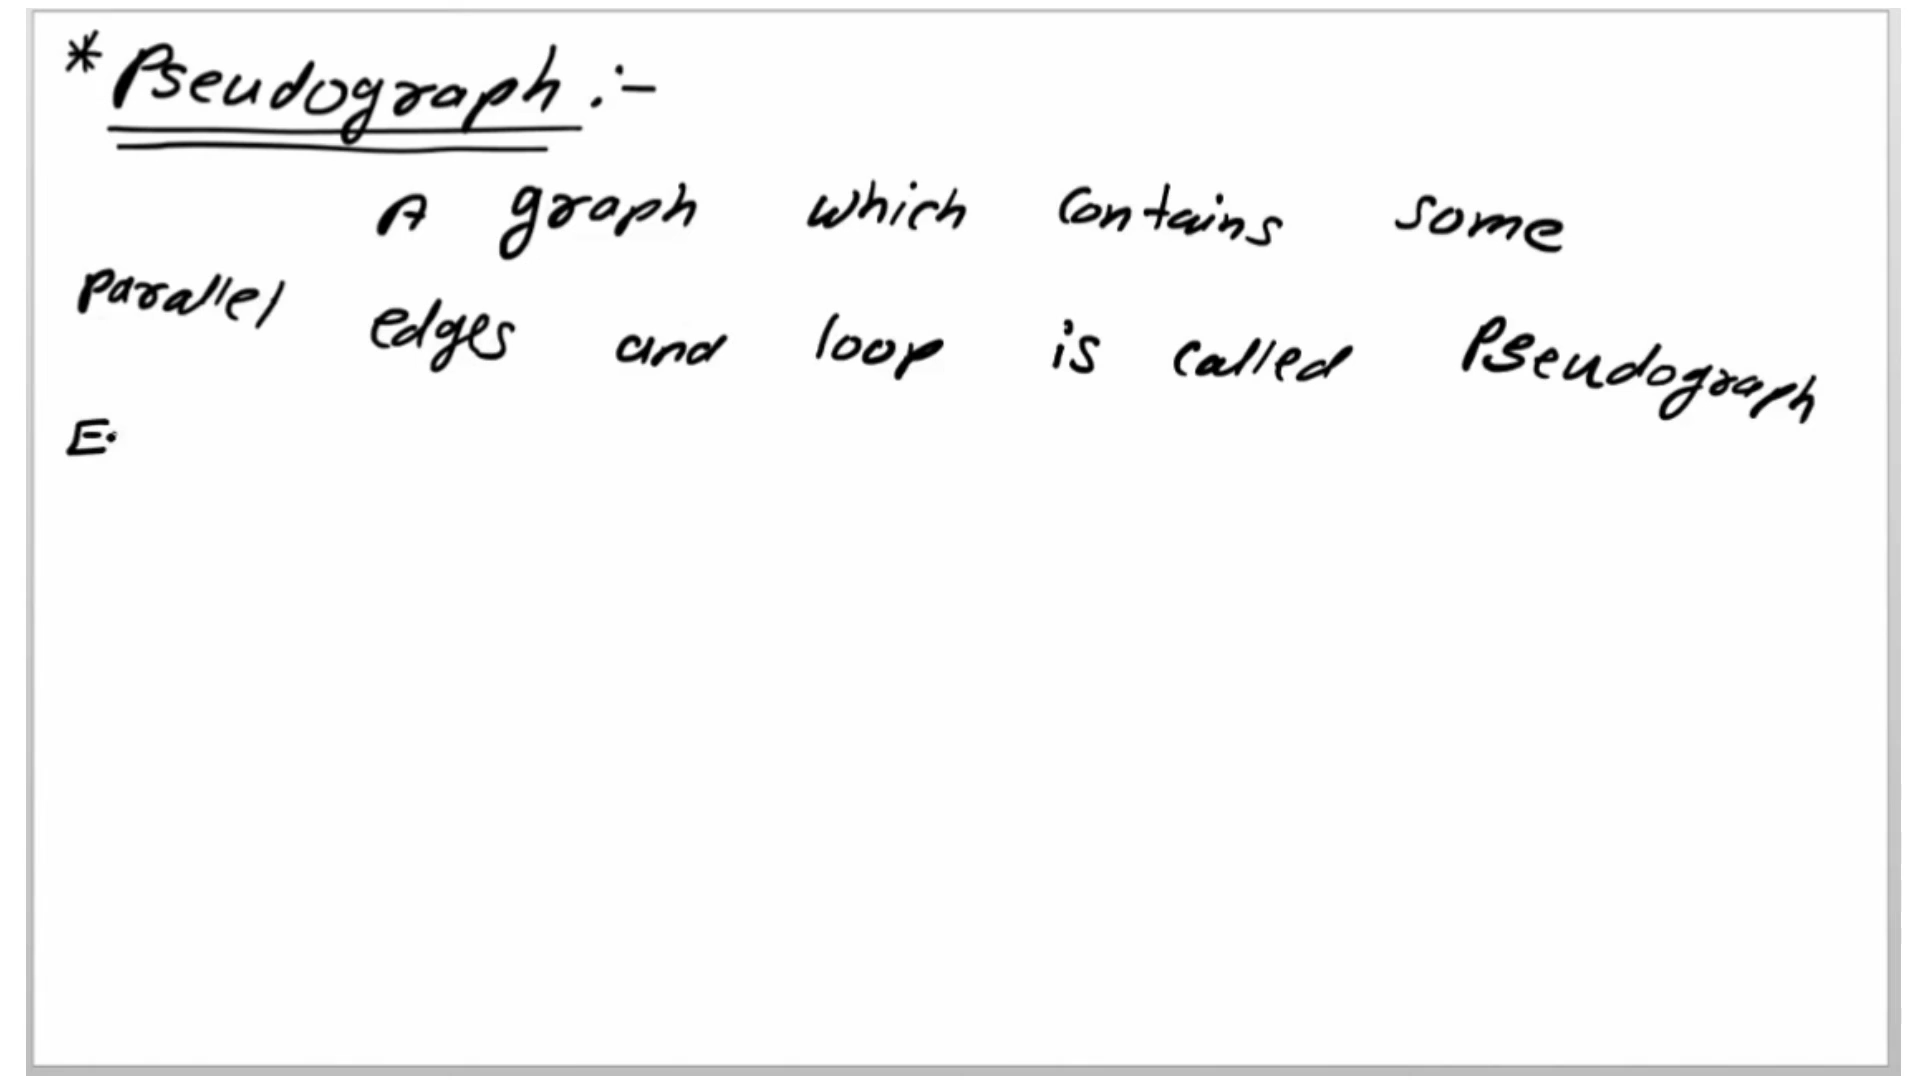 * Pseudograph :-
A graph which contains some
parallel edges and loop is called Pseudograph
E.